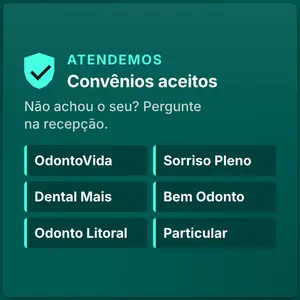 ATENDEMOS
Convênios aceitos
Não achou o seu? Pergunte
na recepção.
OdontoVida
Sorriso Pleno
Dental Mais
Bem Odonto
Odonto Litoral
Particular